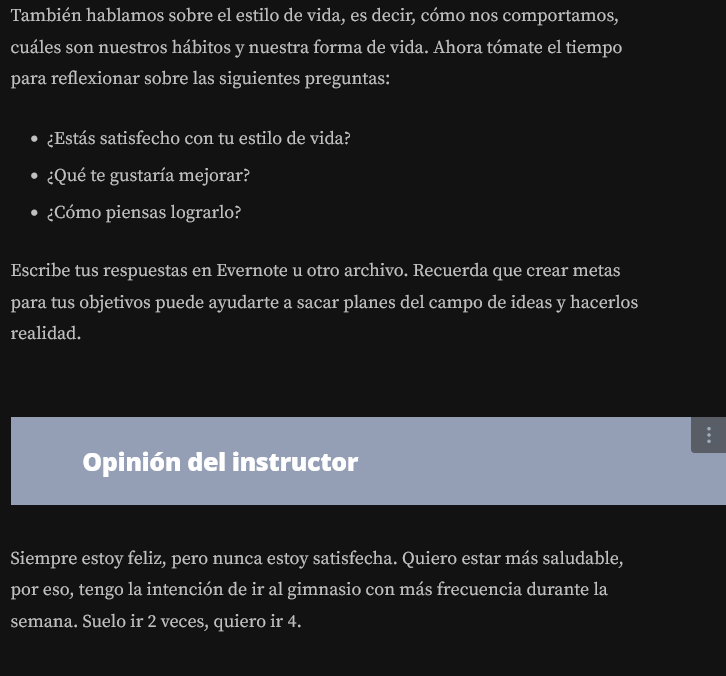 También hablamos sobre el estilo de vida, es decir, cómo nos comportamos,
cuáles son nuestros hábitos y nuestra forma de vida. Ahora tómate el tiempo
para reflexionar sobre las siguientes preguntas:
• ¿Estás satisfecho con tu estilo de vida?
• ¿Qué te gustaría mejorar?
• ¿Cómo piensas lograrlo?
Escribe tus respuestas en Evernote u otro archivo. Recuerda que crear metas
para tus objetivos puede ayudarte a sacar planes del campo de ideas y hacerlos
realidad.
Opinión del instructor
Siempre estoy feliz, pero nunca estoy satisfecha. Quiero estar más saludable,
por eso, tengo la intención de ir al gimnasio con más frecuencia durante la
semana. Suelo ir 2 veces, quiero ir 4.